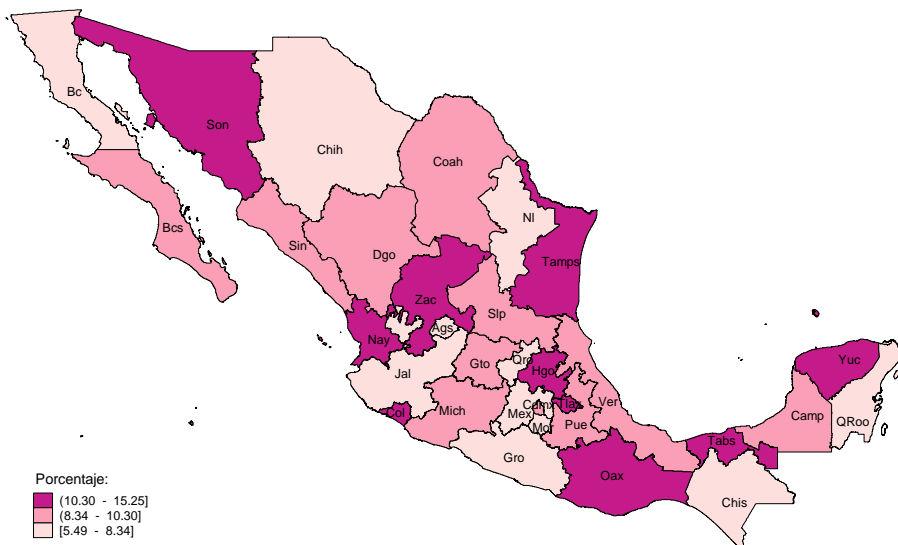 Bc
Son
Chih
Coah
Nl
Bcs
Sin
Dgo
Tamps
Zac
Slp
Nay
Ags
Jal
Gto
Qro
Hgo
Yuc
Col
Mich
Mex
Cdmx
Tlax
Ver
Camp
QRoo
Mor
Pue
Tabs
Gro
Oax
Chis
Porcentaje:
(10.30 - 15.25]
(8.34 - 10.30]
[5.49 - 8.34]